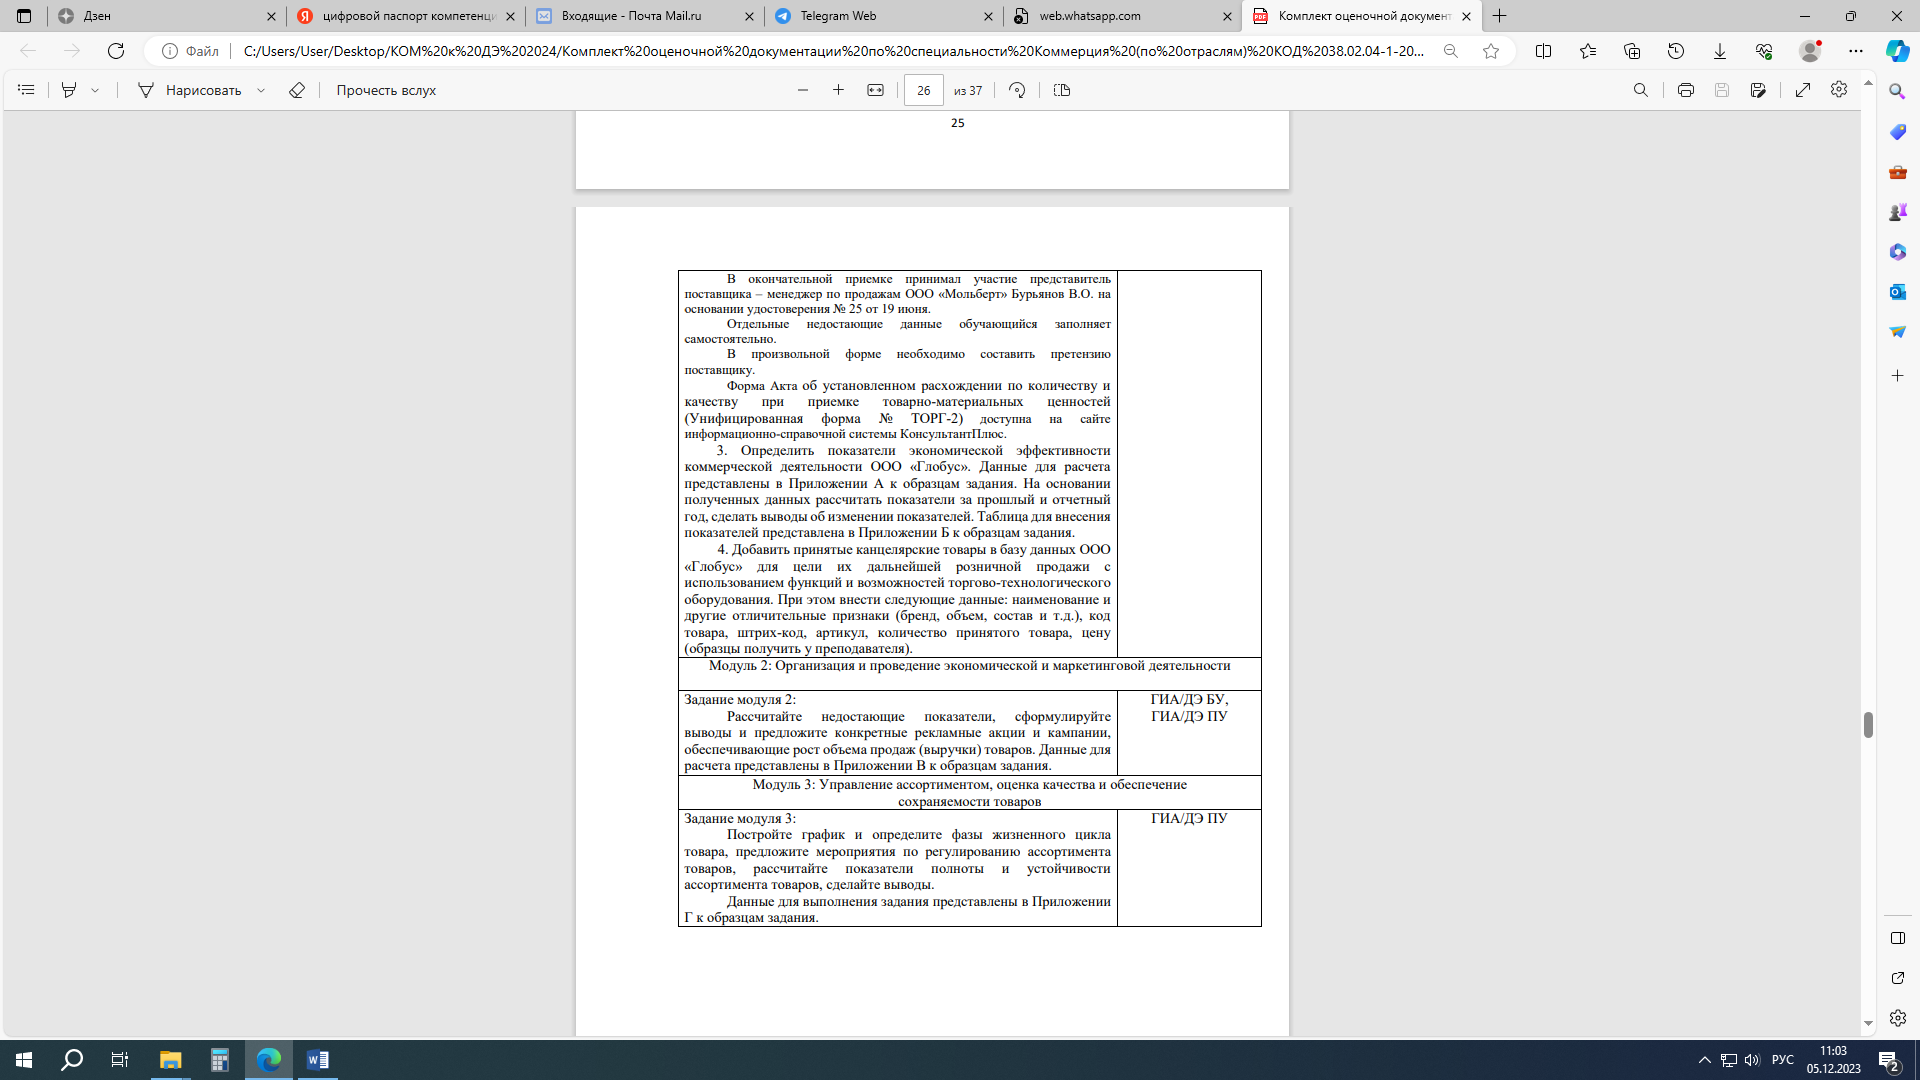 Дзен
цифровой паспорт компетенци
Входящие - Почта Mail.ru
Telegram Web
web.whatsapp.com
Комплект оценочной документ
Файл
C:/Users/User/Desktop/КОМ%20к%20ДЭ%202024/Комплект%20оценочной%20документации%20по%20специальности%20Коммерция%20(по%20отраслям)%20КОД%2038.02.04-1-20...
Нарисовать
Прочесть вслух
26 из 37
25
В окончательной приемке принимал участие представитель
поставщика – менеджер по продажам ООО «Мольберт» Бурьянов В.О. на
основании удостоверения № 25 от 19 июня.
Отдельные недостающие данные обучающийся заполняет
самостоятельно.
В произвольной форме необходимо составить претензию
поставщику.
Форма Акта об установленном расхождении по количеству и
качеству при приемке товарно-материальных ценностей
(Унифицированная форма № ТОРГ-2) доступна на сайте
информационно-справочной системы КонсультантПлюс.
3. Определить показатели экономической эффективности
коммерческой деятельности ООО «Глобус». Данные для расчета
представлены в Приложении А к образцам задания. На основании
полученных данных рассчитать показатели за прошлый и отчетный
год, сделать выводы об изменении показателей. Таблица для внесения
показателей представлена в Приложении Б к образцам задания.
4. Добавить принятые канцелярские товары в базу данных ООО
«Глобус» для цели их дальнейшей розничной продажи с
использованием функций и возможностей торгово-технологического
оборудования. При этом внести следующие данные: наименование и
другие отличительные признаки (бренд, объем, состав и т.д.), код
товара, штрих-код, артикул, количество принятого товара, цену
(образцы получить у преподавателя).
Модуль 2: Организация и проведение экономической и маркетинговой деятельности
Задание модуля 2:
Рассчитайте недостающие показатели, сформулируйте
выводы и предложите конкретные рекламные акции и кампании,
обеспечивающие рост объема продаж (выручки) товаров. Данные для
расчета представлены в Приложении В к образцам задания.
ГИА/ДЭ БУ,
ГИА/ДЭ ПУ
Модуль 3: Управление ассортиментом, оценка качества и обеспечение
сохраняемости товаров
Задание модуля 3:
Постройте график и определите фазы жизненного цикла
товара, предложите мероприятия по регулированию ассортимента
товаров, рассчитайте показатели полноты и устойчивости
ассортимента товаров, сделайте выводы.
Данные для выполнения задания представлены в Приложении
Г к образцам задания.
ГИА/ДЭ ПУ
РУС
11:03
05.12.2023
2